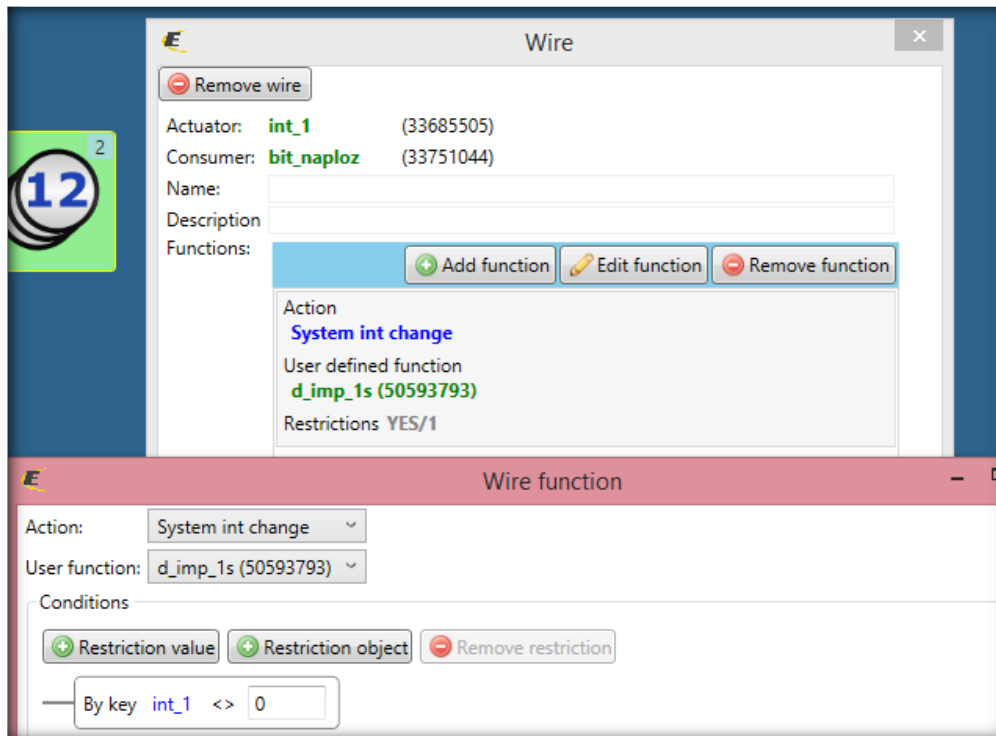 Wire
Remove wire
Actuator: int_1 (33685505)
Consumer: bit_naploz (33751044)
Name:
Description
Functions:
Add function Edit function Remove function
Action
System int change
User defined function
d_imp_1s (50593793)
Restrictions YES/1
2
12
Wire function
Action: System int change
User function: d_imp_1s (50593793)
Conditions
Restriction value Restriction object Remove restriction
By key int_1 <> 0